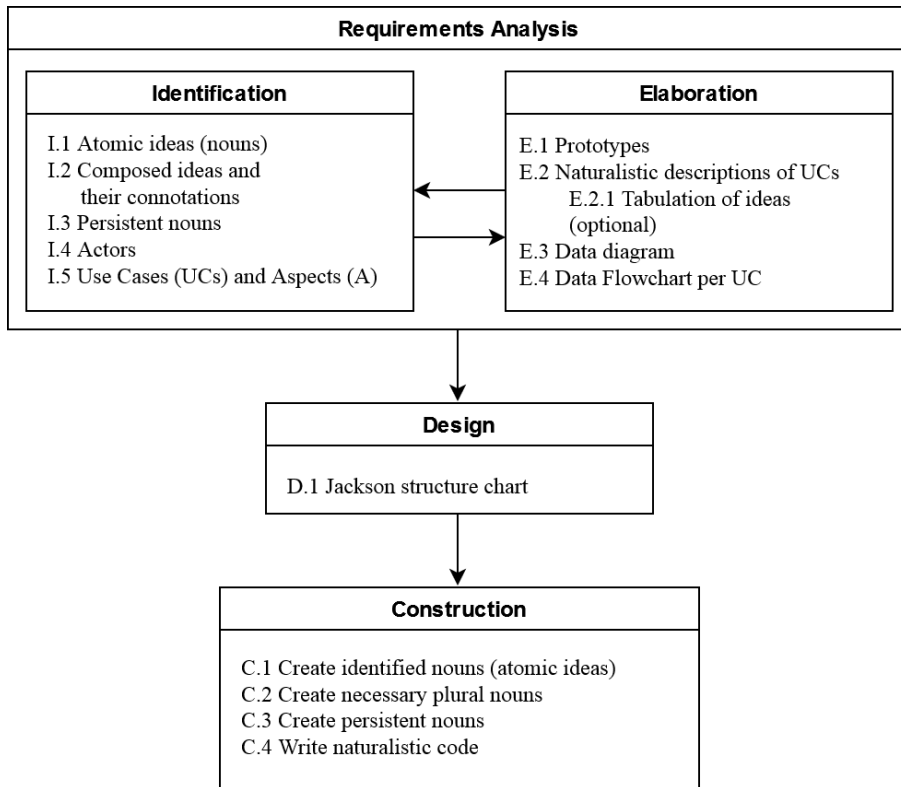 Requirements Analysis
Identification
I.1 Atomic ideas (nouns)
I.2 Composed ideas and
their connotations
I.3 Persistent nouns
I.4 Actors
I.5 Use Cases (UCs) and Aspects (A)
Elaboration
E.1 Prototypes
E.2 Naturalistic descriptions of UCs
E.2.1 Tabulation of ideas
(optional)
E.3 Data diagram
E.4 Data Flowchart per UC
Design
D.1 Jackson structure chart
Construction
C.1 Create identified nouns (atomic ideas)
C.2 Create necessary plural nouns
C.3 Create persistent nouns
C.4 Write naturalistic code